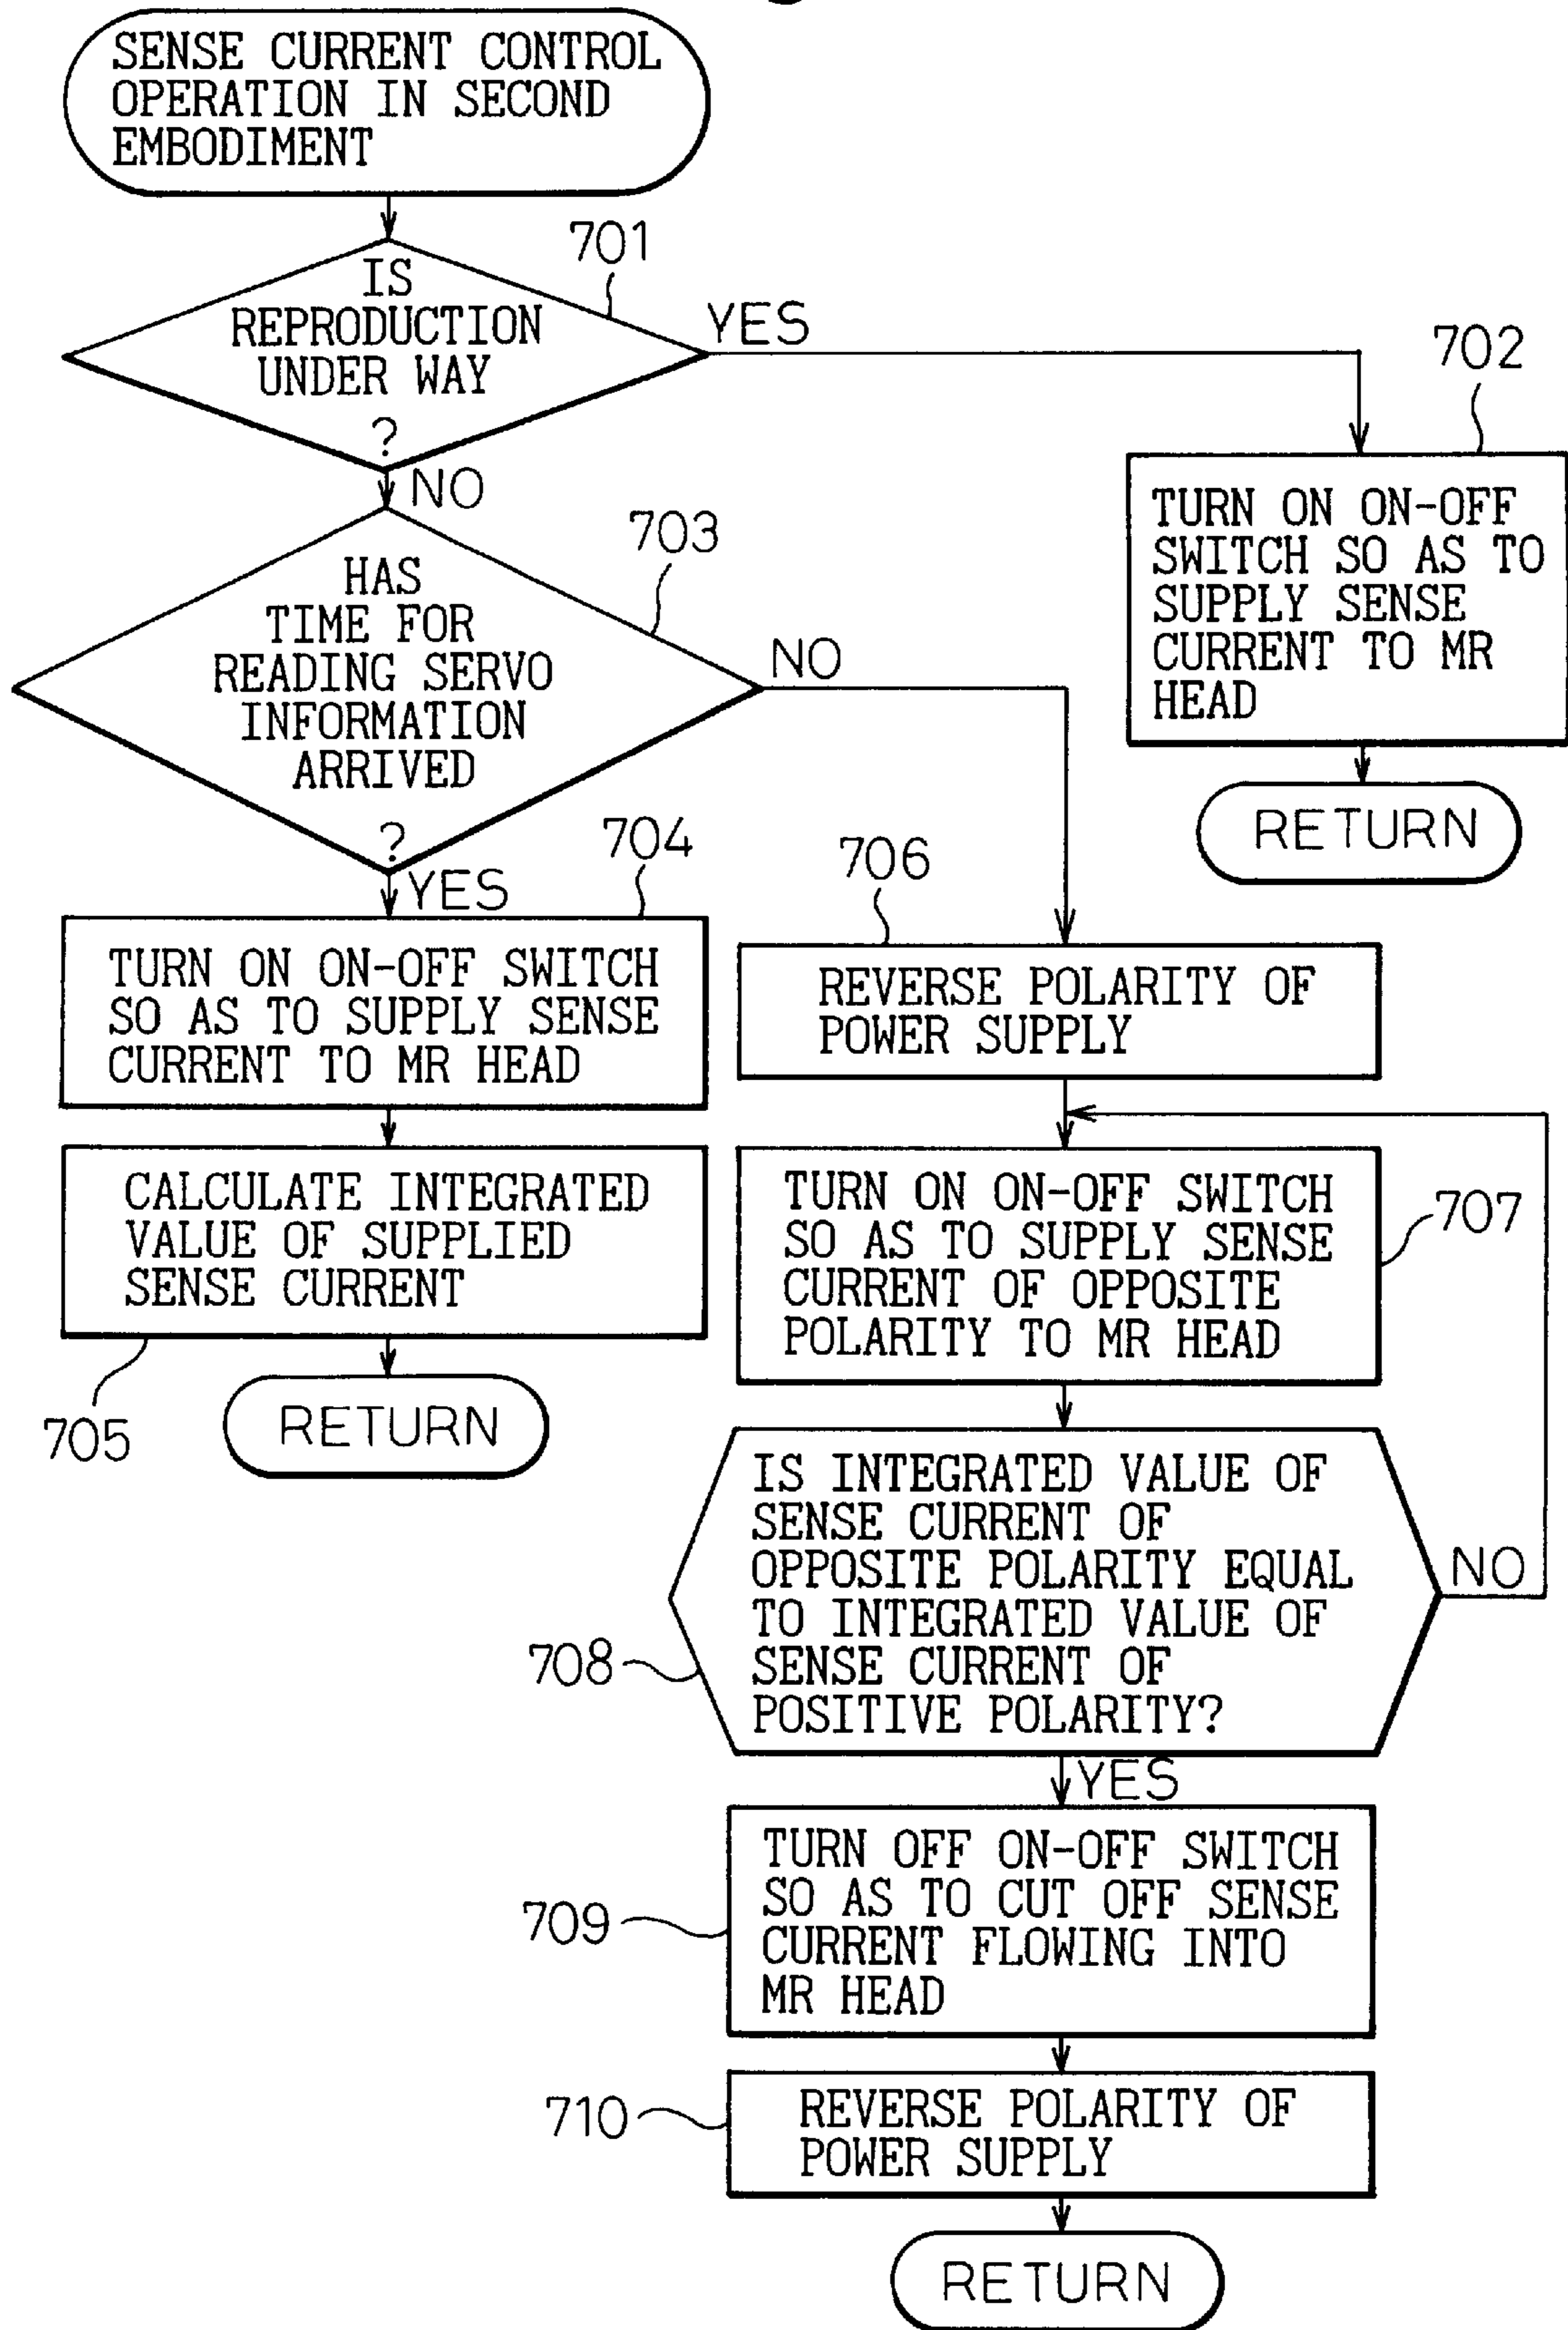 SENSE CURRENT CONTROL
OPERATION IN SECOND
EMBODIMENT
701
IS
REPRODUCTION
UNDER WAY
?
YES
NO
702
TURN ON ON-OFF
SWITCH SO AS TO
SUPPLY SENSE
CURRENT TO MR
HEAD
RETURN
703
HAS
TIME FOR
READING SERVO
INFORMATION
ARRIVED
?
NO
YES
704
TURN ON ON-OFF SWITCH
SO AS TO SUPPLY SENSE
CURRENT TO MR HEAD
CALCULATE INTEGRATED
VALUE OF SUPPLIED
SENSE CURRENT
705
RETURN
706
REVERSE POLARITY OF
POWER SUPPLY
TURN ON ON-OFF SWITCH
SO AS TO SUPPLY SENSE
CURRENT OF OPPOSITE
POLARITY TO MR HEAD
707
IS INTEGRATED VALUE OF
SENSE CURRENT OF
OPPOSITE POLARITY EQUAL
TO INTEGRATED VALUE OF
SENSE CURRENT OF
POSITIVE POLARITY?
708
NO
YES
TURN OFF ON-OFF SWITCH
SO AS TO CUT OFF SENSE
CURRENT FLOWING INTO
MR HEAD
709
REVERSE POLARITY OF
POWER SUPPLY
710
RETURN